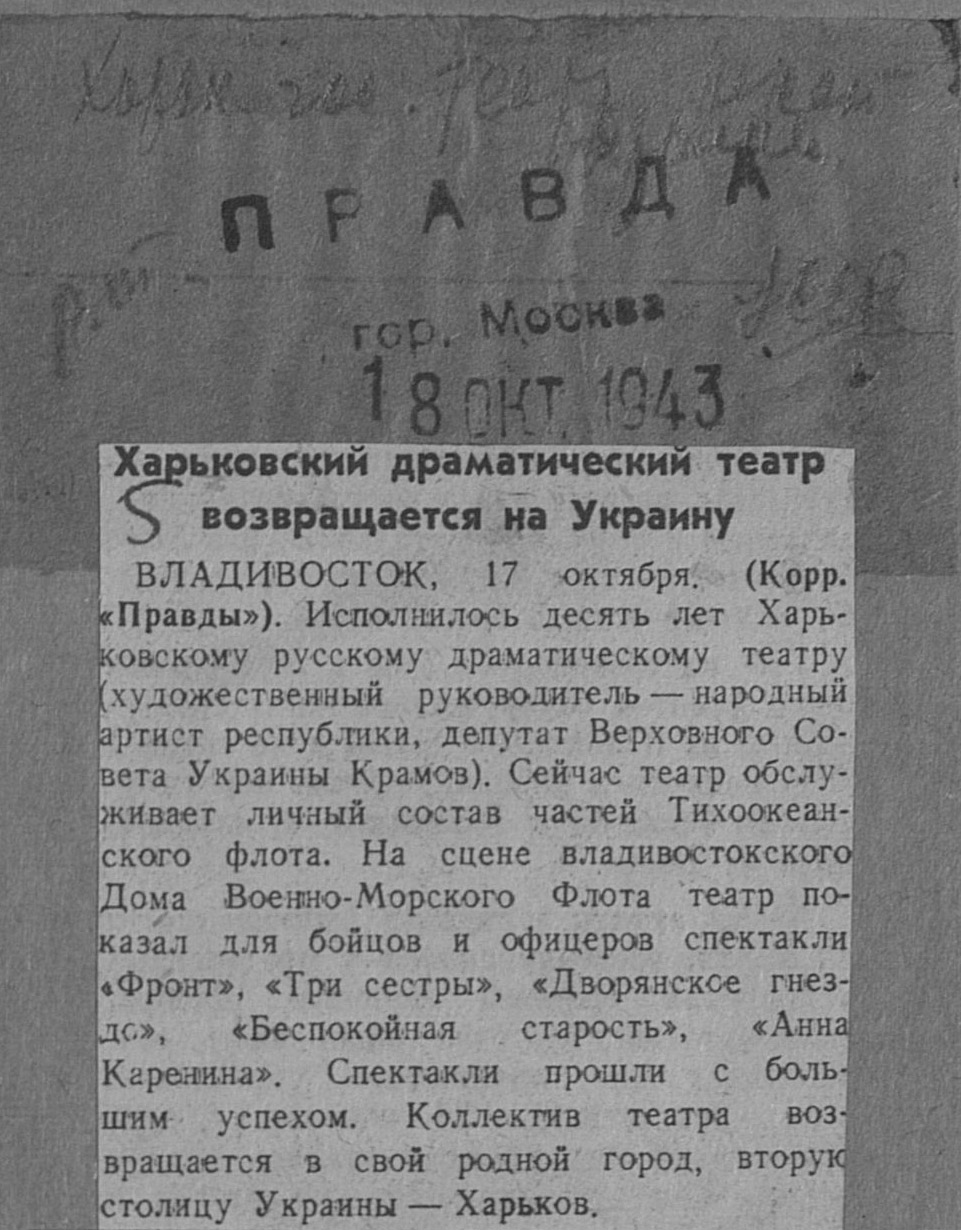 Харьк гос. театр
ПРАВДА
гор. Москва
18 ОКТ. 1943
Харьковский драматический театр
возвращается на Украину
ВЛАДИВОСТОК, 17 октября. (Корр.
«Правды»). Исполнилось десять лет Харь-
ковскому русскому драматическому театру
(художественный руководитель — народный
артист республики, депутат Верховного Со-
вета Украины Крамов). Сейчас театр обслу-
живает личный состав частей Тихоокеан-
ского флота. На сцене владивостокского
Дома Военно-Морского Флота театр по-
казал для бойцов и офицеров спектакли
«Фронт», «Три сестры», «Дворянское гнез-
до», «Беспокойная старость», «Анна
Каренина». Спектакли прошли с боль-
шим успехом. Коллектив театра воз-
вращается в свой родной город, вторую
столицу Украины — Харьков.